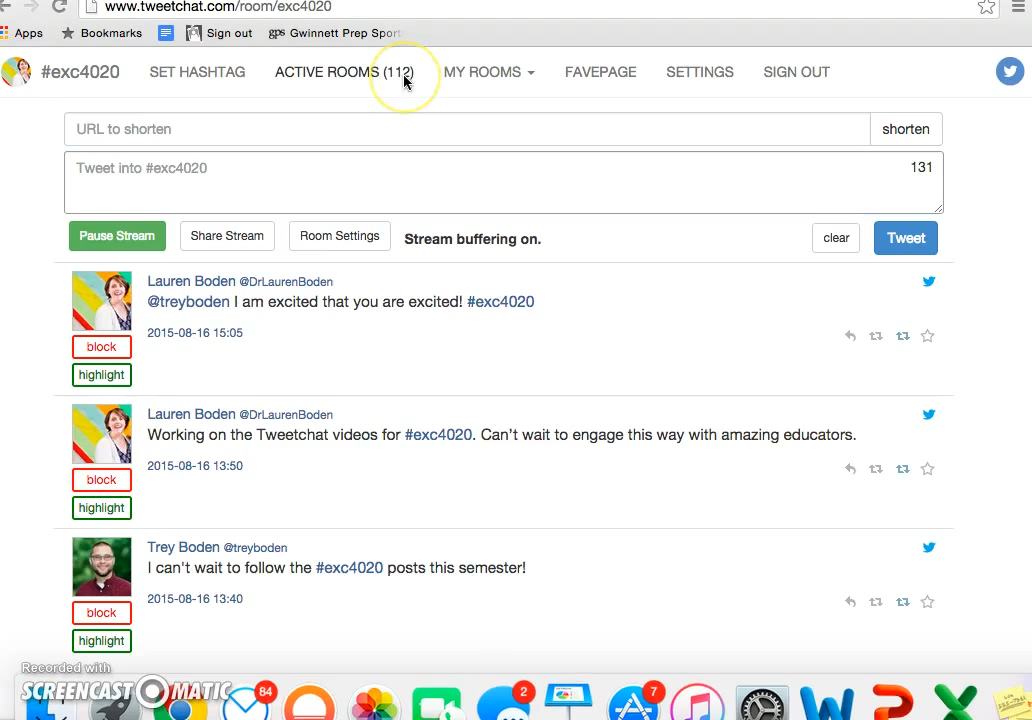 www.tweetchat.com/room/exc4020
Apps Bookmarks Sign out gps Gwinnett Prep Sport
#exc4020 SET HASHTAG ACTIVE ROOMS (112) MY ROOMS FAVEPAGE SETTINGS SIGN OUT
URL to shorten shorten
Tweet into #exc4020 131
Pause Stream Share Stream Room Settings Stream buffering on. clear Tweet
Lauren Boden @DrLaurenBoden
@treyboden I am excited that you are excited! #exc4020
2015-08-16 15:05
block
highlight
Lauren Boden @DrLaurenBoden
Working on the Tweetchat videos for #exc4020. Can't wait to engage this way with amazing educators.
2015-08-16 13:50
block
highlight
Trey Boden @treyboden
I can't wait to follow the #exc4020 posts this semester!
2015-08-16 13:40
block
highlight
Recorded with
SCREENCAST MATIC
84 2 7